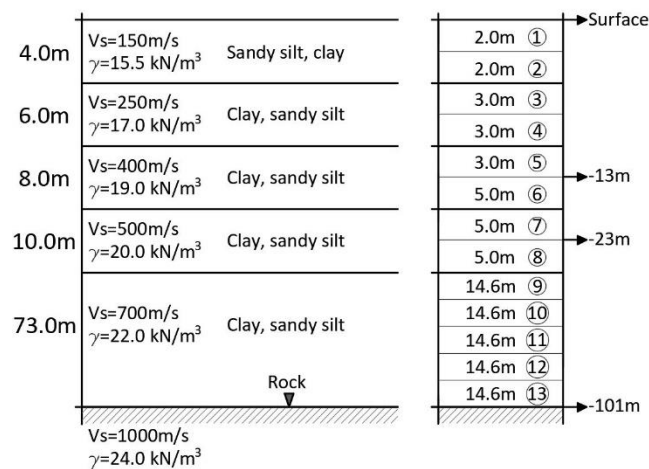 Surface
4.0m
Vs=150m/s
γ=15.5 kN/m³
Sandy silt, clay
2.0m ①
2.0m ②
6.0m
Vs=250m/s
γ=17.0 kN/m³
Clay, sandy silt
3.0m ③
3.0m ④
8.0m
Vs=400m/s
γ=19.0 kN/m³
Clay, sandy silt
3.0m ⑤
-13m
5.0m ⑥
10.0m
Vs=500m/s
γ=20.0 kN/m³
Clay, sandy silt
5.0m ⑦
-23m
5.0m ⑧
73.0m
Vs=700m/s
γ=22.0 kN/m³
Clay, sandy silt
14.6m ⑨
14.6m ⑩
14.6m ⑪
14.6m ⑫
14.6m ⑬
Rock
-101m
Vs=1000m/s
γ=24.0 kN/m³